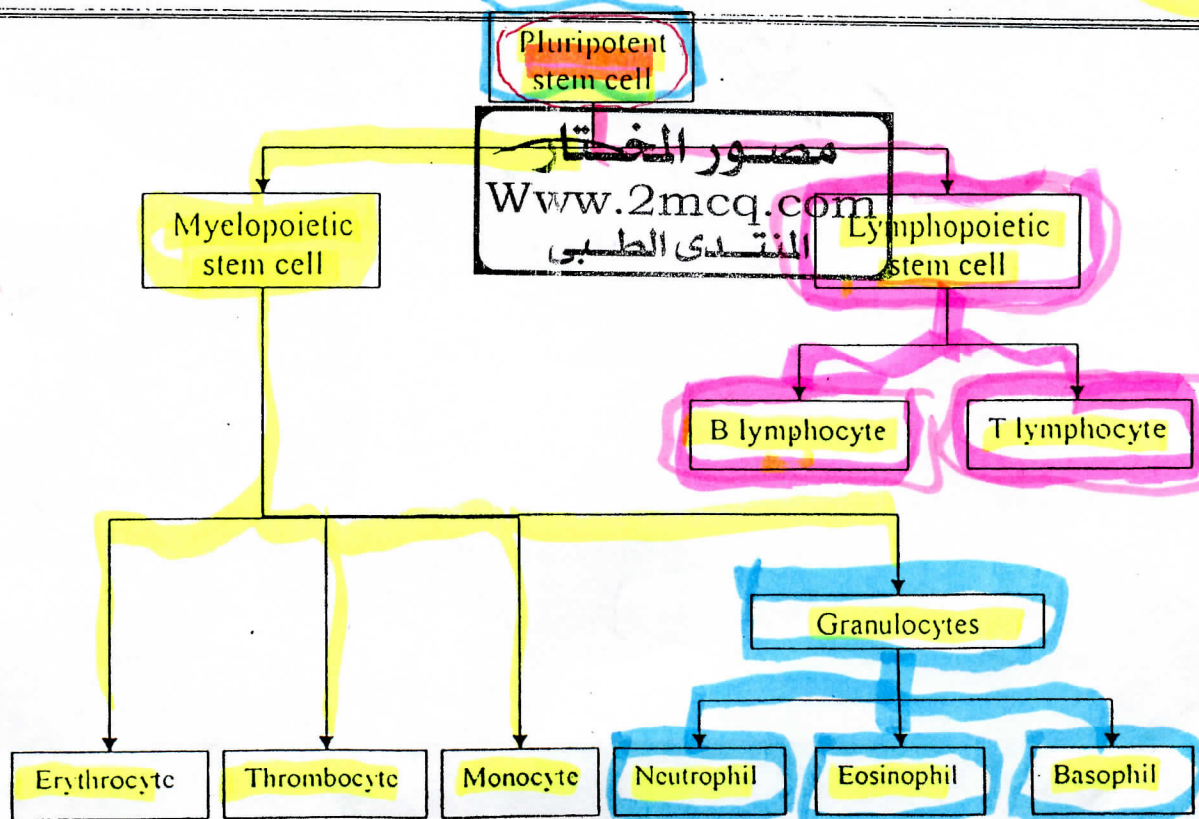 Pluripotent
stem cell
مصور المختار
Www.2mcq.com
المنتدى الطبي
Myelopoietic
stem cell
Lymphopoietic
stem cell
B lymphocyte
T lymphocyte
Granulocytes
Erythrocyte
Thrombocyte
Monocyte
Neutrophil
Eosinophil
Basophil